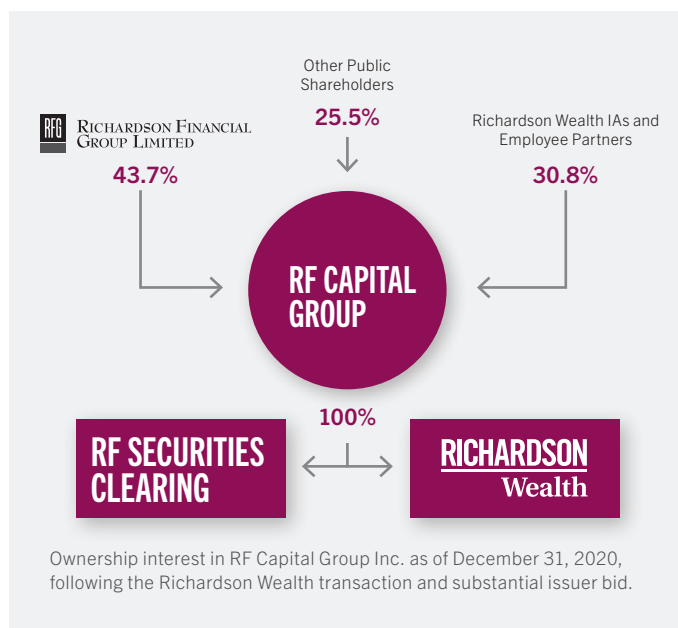 Other Public
Shareholders
25.5%
RFG
RICHARDSON FINANCIAL
GROUP LIMITED
43.7%
Richardson Wealth IAs and
Employee Partners
30.8%
RF CAPITAL
GROUP
100%
RF SECURITIES
CLEARING
RICHARDSON
Wealth
Ownership interest in RF Capital Group Inc. as of December 31, 2020,
following the Richardson Wealth transaction and substantial issuer bid.